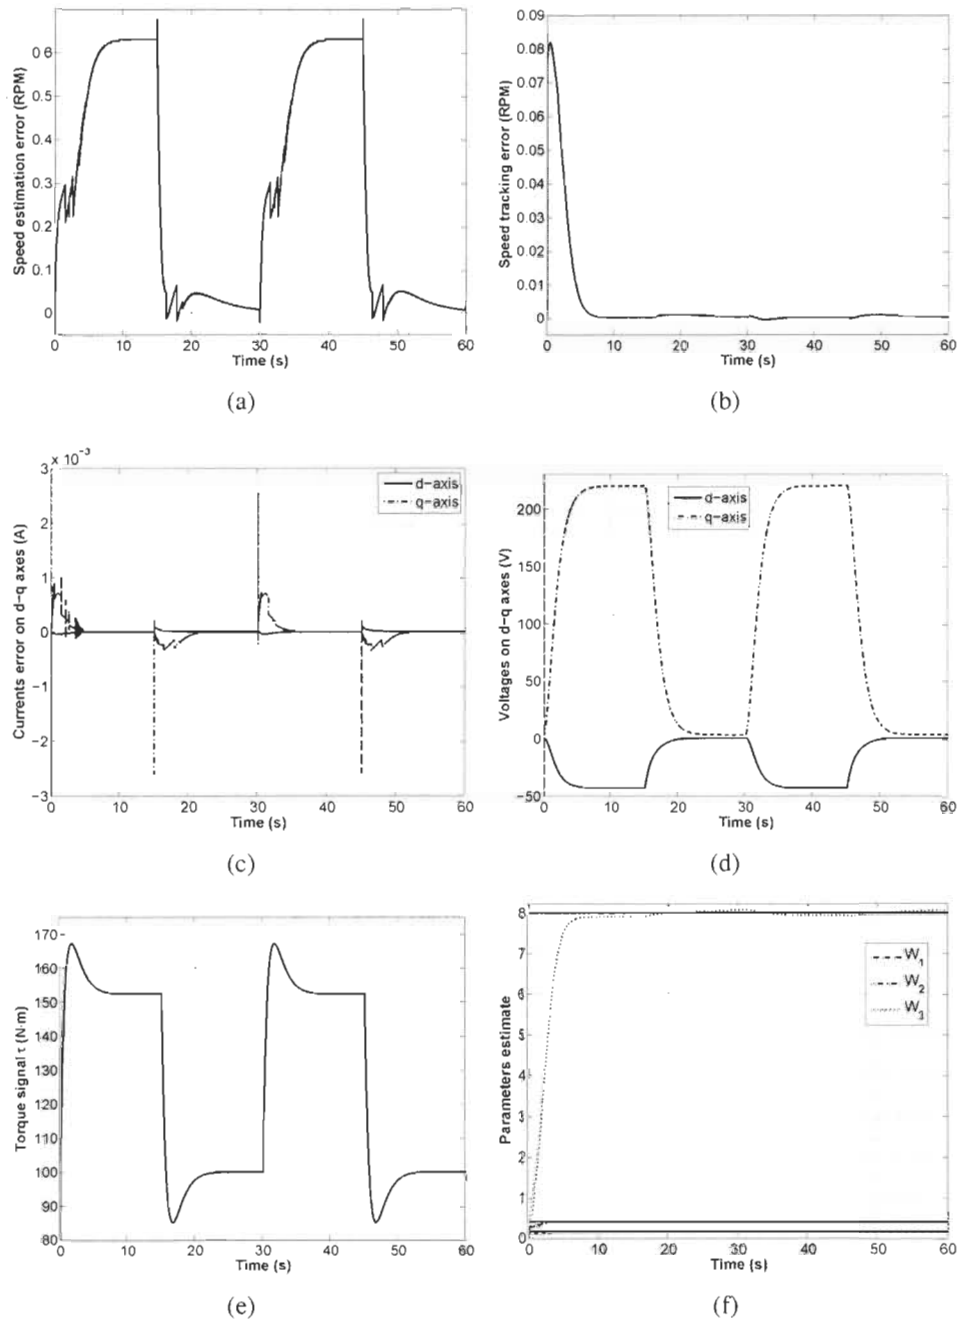 Speed estimation error (RPM)
0.6
0.5
0.4
0.3
0.2
0.1
0
0 10 20 30 40 50 60
Time (s)
(a)
Speed tracking error (RPM)
0.09
0.08
0.07
0.06
0.05
0.04
0.03
0.02
0.01
0
0 10 20 30 40 50 60
Time (s)
(b)
Currents error on d-q axes (A)
3 x 10⁻³
2
1
0
−1
−2
−3
0 10 20 30 40 50 60
Time (s)
d-axis
q-axis
(c)
Voltages on d-q axes (V)
200
150
100
50
0
−50
0 10 20 30 40 50 60
Time (s)
d-axis
q-axis
(d)
Torque signal τ (N·m)
170
160
150
140
130
120
110
100
90
80
0 10 20 30 40 50 60
Time (s)
(e)
Parameters estimate
8
7
6
5
4
3
2
1
0
0 10 20 30 40 50 60
Time (s)
W₁
W₂
W₃
(f)